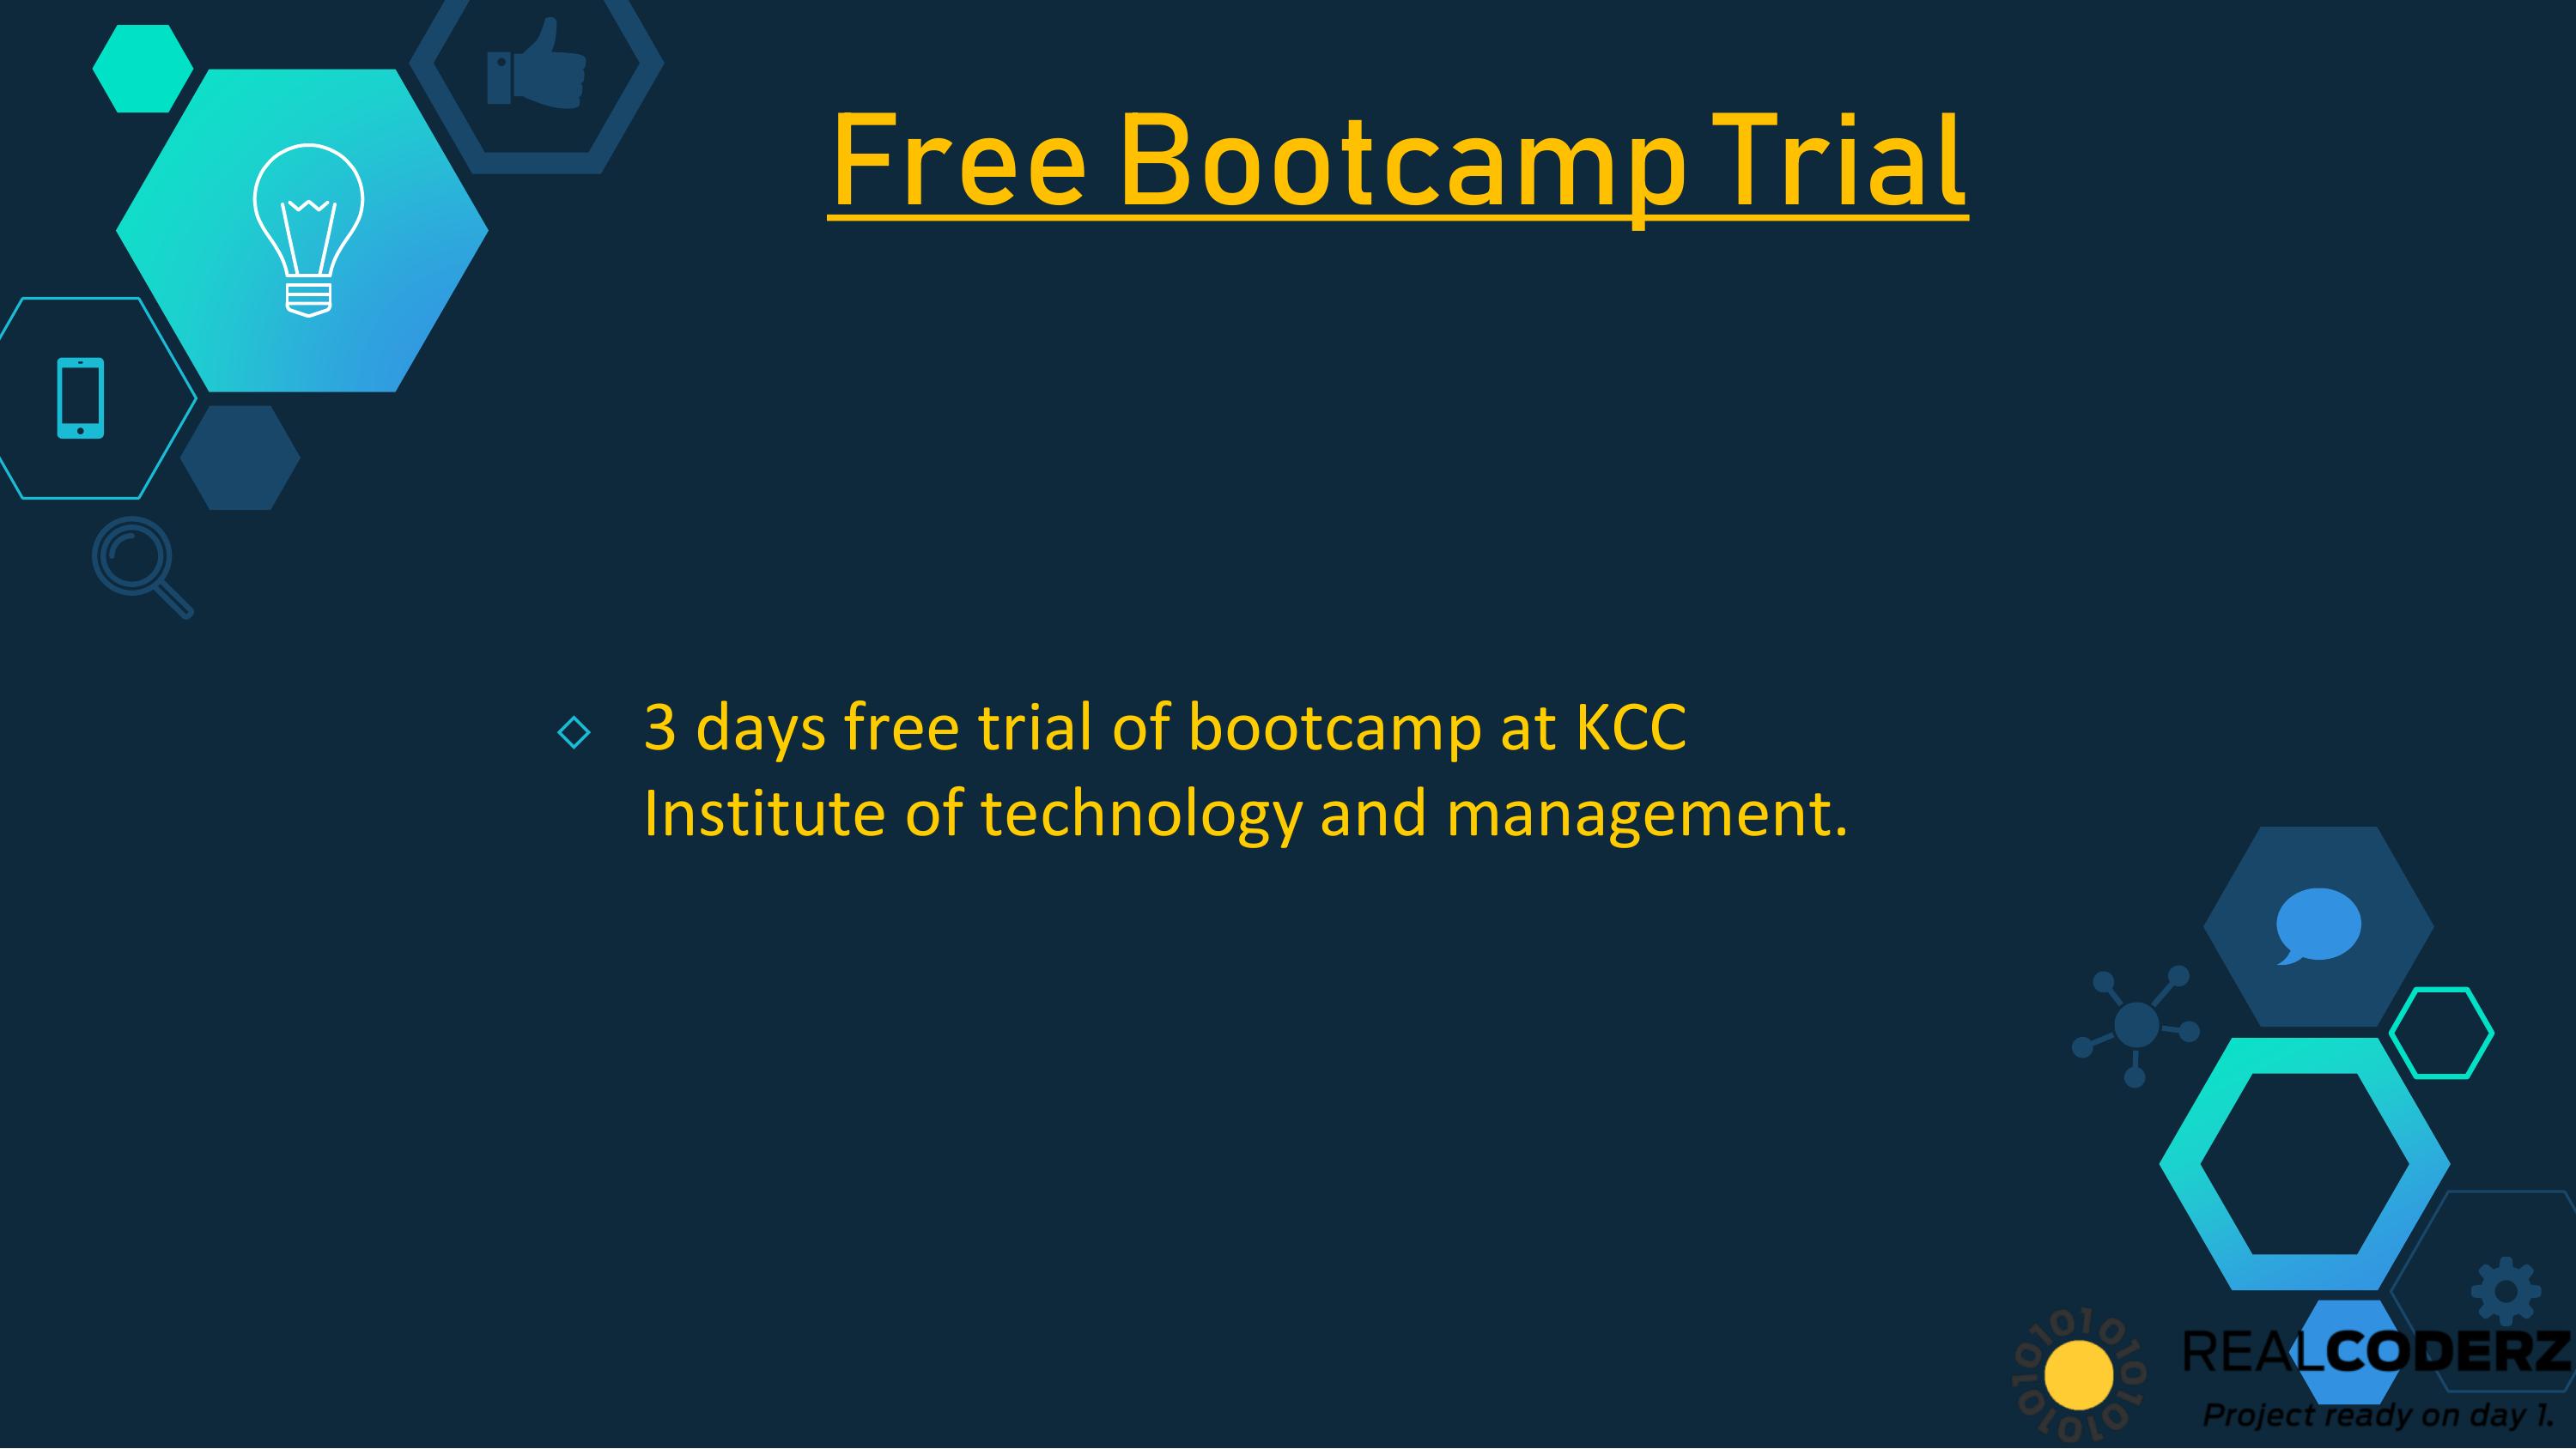 Free Bootcamp Trial
3 days free trial of bootcamp at KCC
Institute of technology and management.
REALCODERZ
Project ready on day 1.